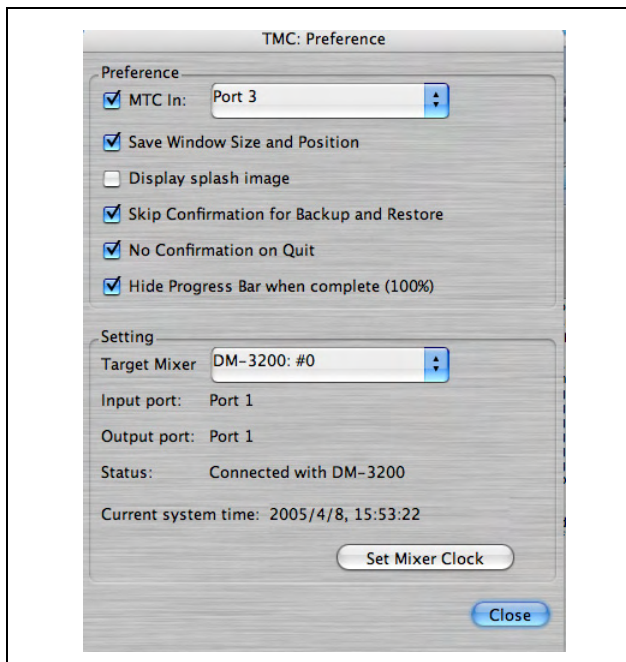 TMC: Preference
Preference
MTC In: Port 3
Save Window Size and Position
Display splash image
Skip Confirmation for Backup and Restore
No Confirmation on Quit
Hide Progress Bar when complete (100%)
Setting
Target Mixer DM-3200: #0
Input port: Port 1
Output port: Port 1
Status: Connected with DM-3200
Current system time: 2005/4/8, 15:53:22
Set Mixer Clock
Close